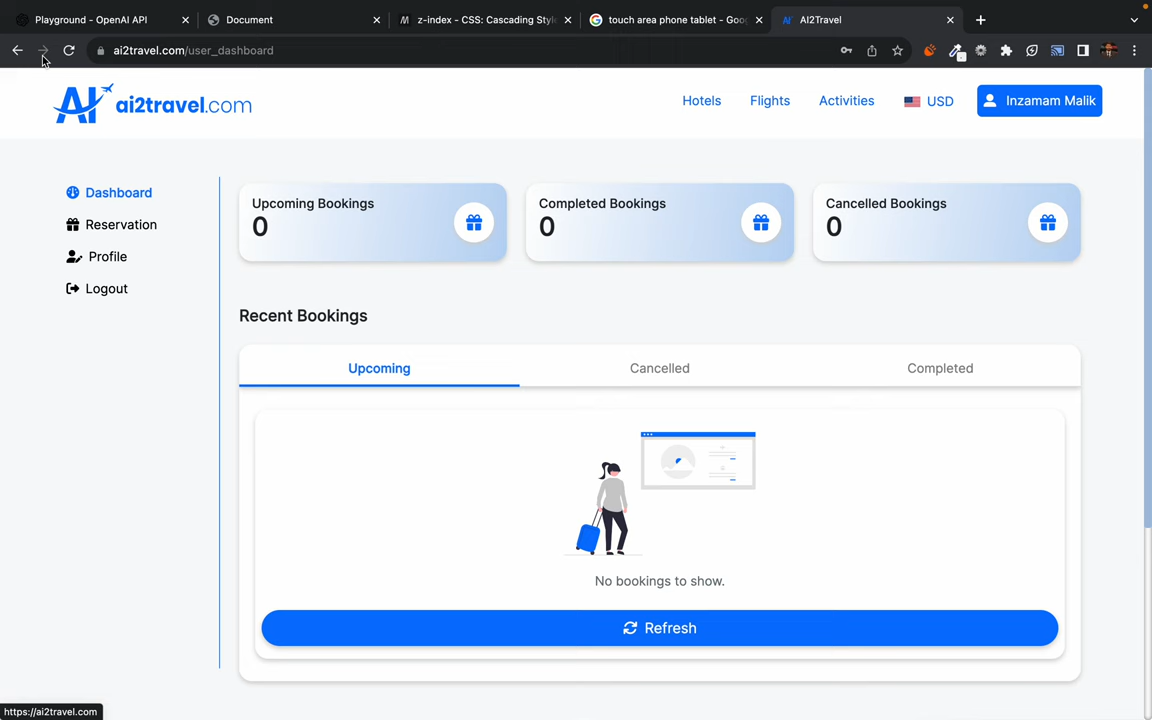 Playground - OpenAI API
Document
z-index - CSS: Cascading Style
touch area phone tablet - Goo
AI2Travel
ai2travel.com/user_dashboard
AI ai2travel.com
Hotels
Flights
Activities
USD
Inzamam Malik
Dashboard
Reservation
Profile
Logout
Upcoming Bookings
0
Completed Bookings
0
Cancelled Bookings
0
Recent Bookings
Upcoming
Cancelled
Completed
No bookings to show.
Refresh
https://ai2travel.com